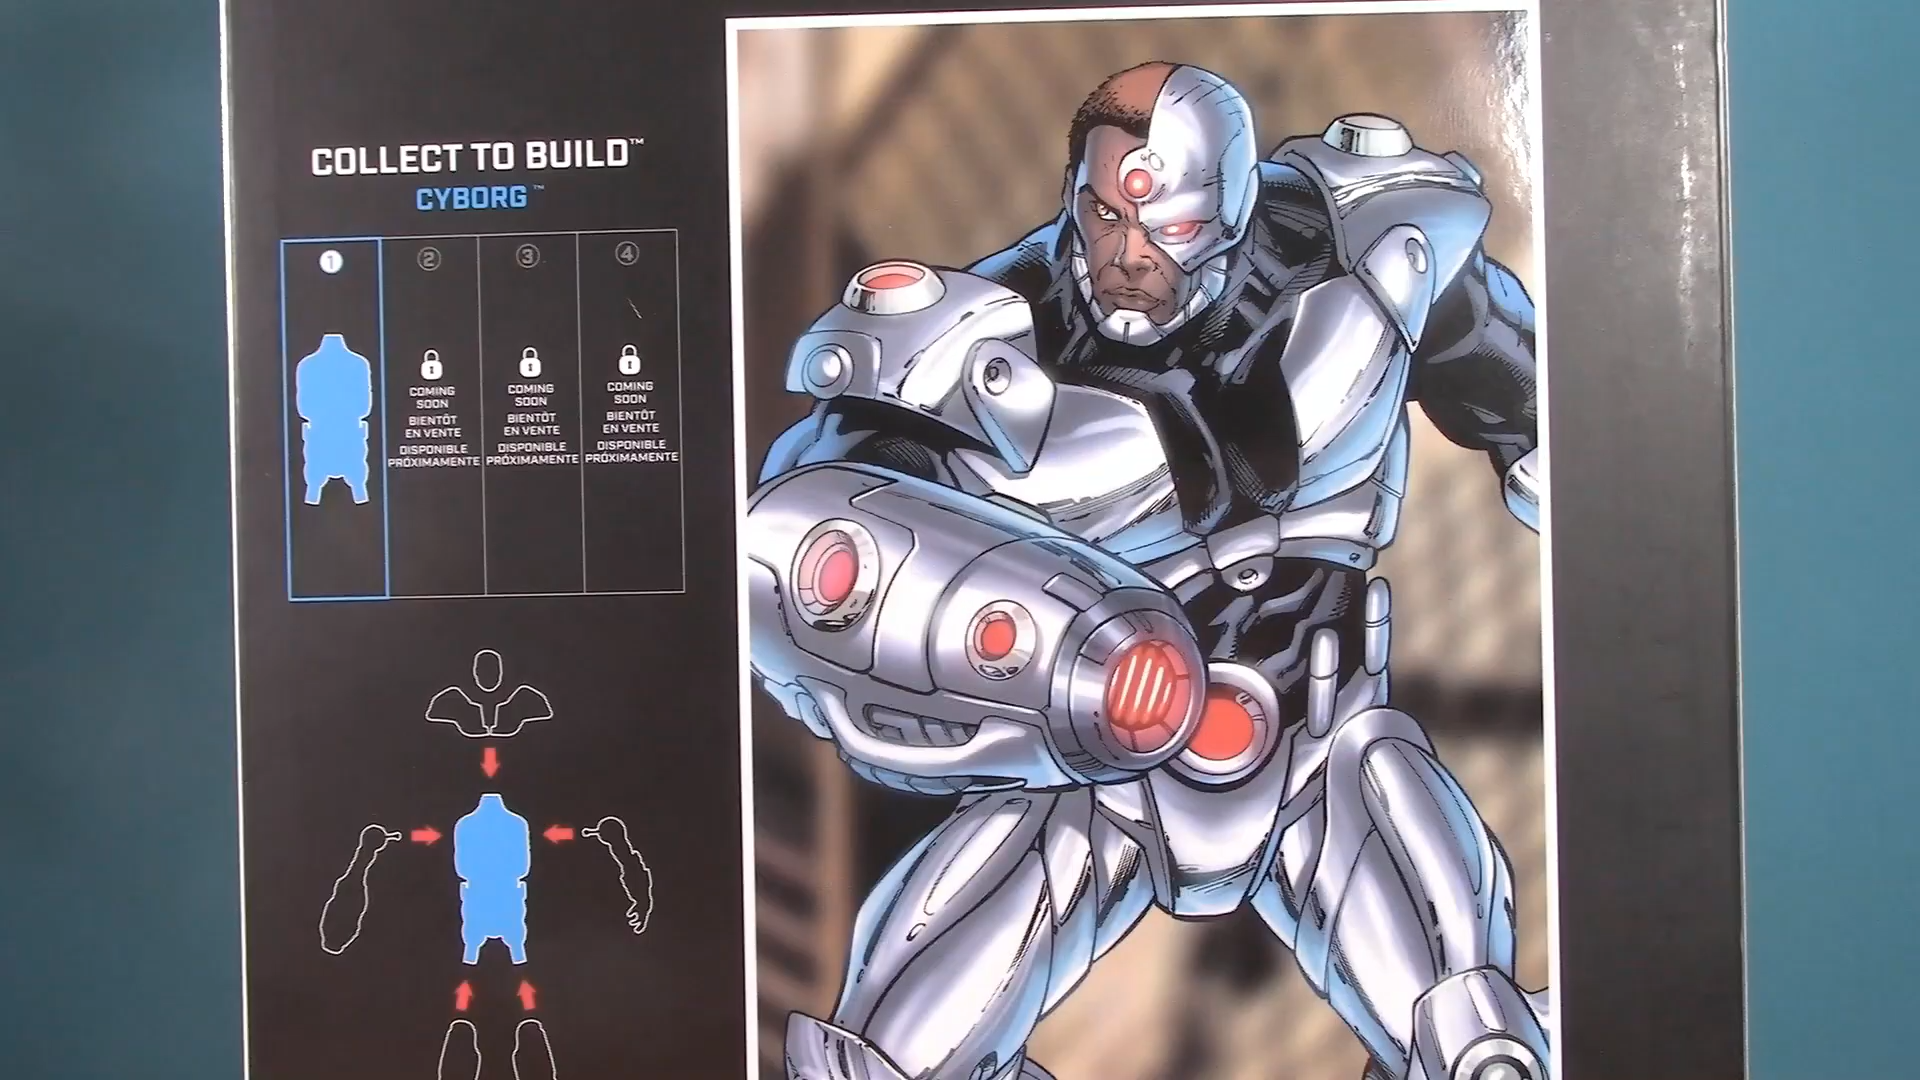 COLLECT TO BUILD™
CYBORG™
1 2 3 4
COMING
SOON
BIENTÔT
EN VENTE
DISPONIBLE
PRÓXIMAMENTE
COMING
SOON
BIENTÔT
EN VENTE
DISPONIBLE
PRÓXIMAMENTE
COMING
SOON
BIENTÔT
EN VENTE
DISPONIBLE
PRÓXIMAMENTE